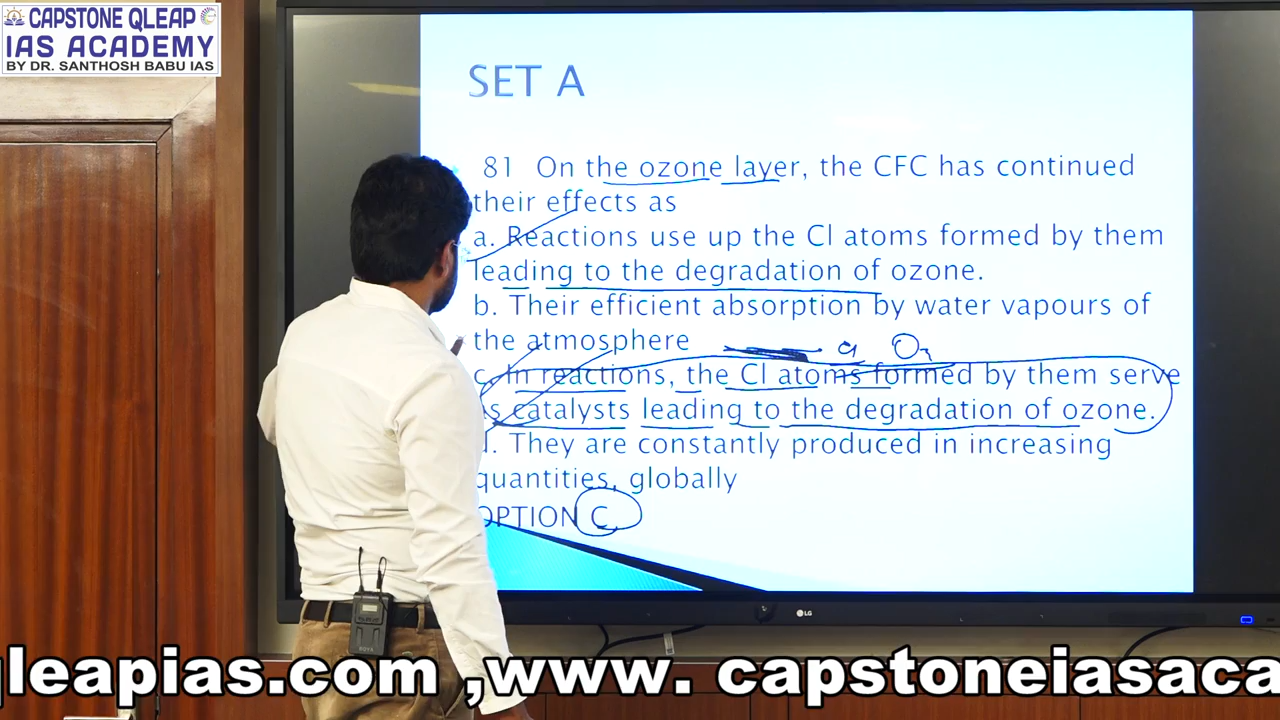 CAPSTONE QLEAP
IAS ACADEMY
BY DR. SANTHOSH BABU IAS
SET A
81 On the ozone layer, the CFC has continued
their effects as
a. Reactions use up the Cl atoms formed by them
leading to the degradation of ozone.
b. Their efficient absorption by water vapours of
the atmosphere
Cl O3
c. In reactions, the Cl atoms formed by them serve
as catalysts leading to the degradation of ozone.
d. They are constantly produced in increasing
quantities, globally
OPTION C
LG
BOYA
qleapias.com ,www. capstoneiasaca